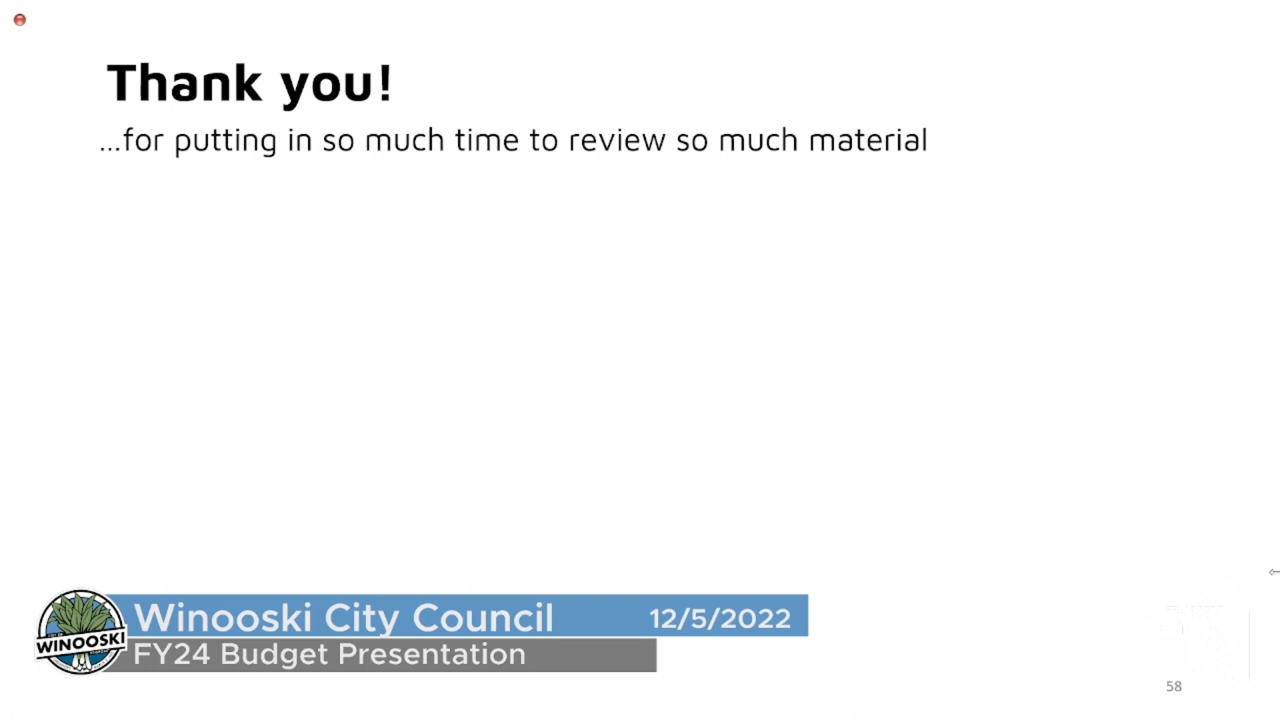 Thank you!
...for putting in so much time to review so much material
Winooski City Council 12/5/2022
WINOOSKI
FY24 Budget Presentation
58